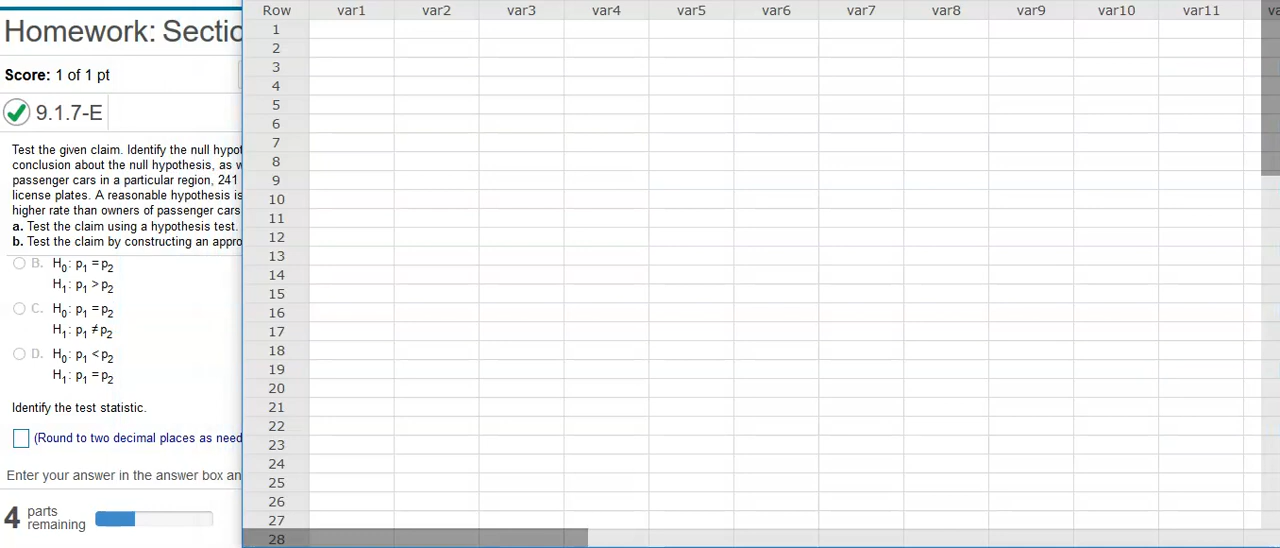 Homework: Sectio
Score: 1 of 1 pt
9.1.7-E
Test the given claim. Identify the null hypot
conclusion about the null hypothesis, as w
passenger cars in a particular region, 241
license plates. A reasonable hypothesis is
higher rate than owners of passenger cars
a. Test the claim using a hypothesis test.
b. Test the claim by constructing an appro
B. H0: p1 = p2
H1: p1 > p2
C. H0: p1 = p2
H1: p1 ≠ p2
D. H0: p1 < p2
H1: p1 = p2
Identify the test statistic.
(Round to two decimal places as need
Enter your answer in the answer box an
4 parts
remaining
Row var1 var2 var3 var4 var5 var6 var7 var8 var9 var10 var11 va
1
2
3
4
5
6
7
8
9
10
11
12
13
14
15
16
17
18
19
20
21
22
23
24
25
26
27
28